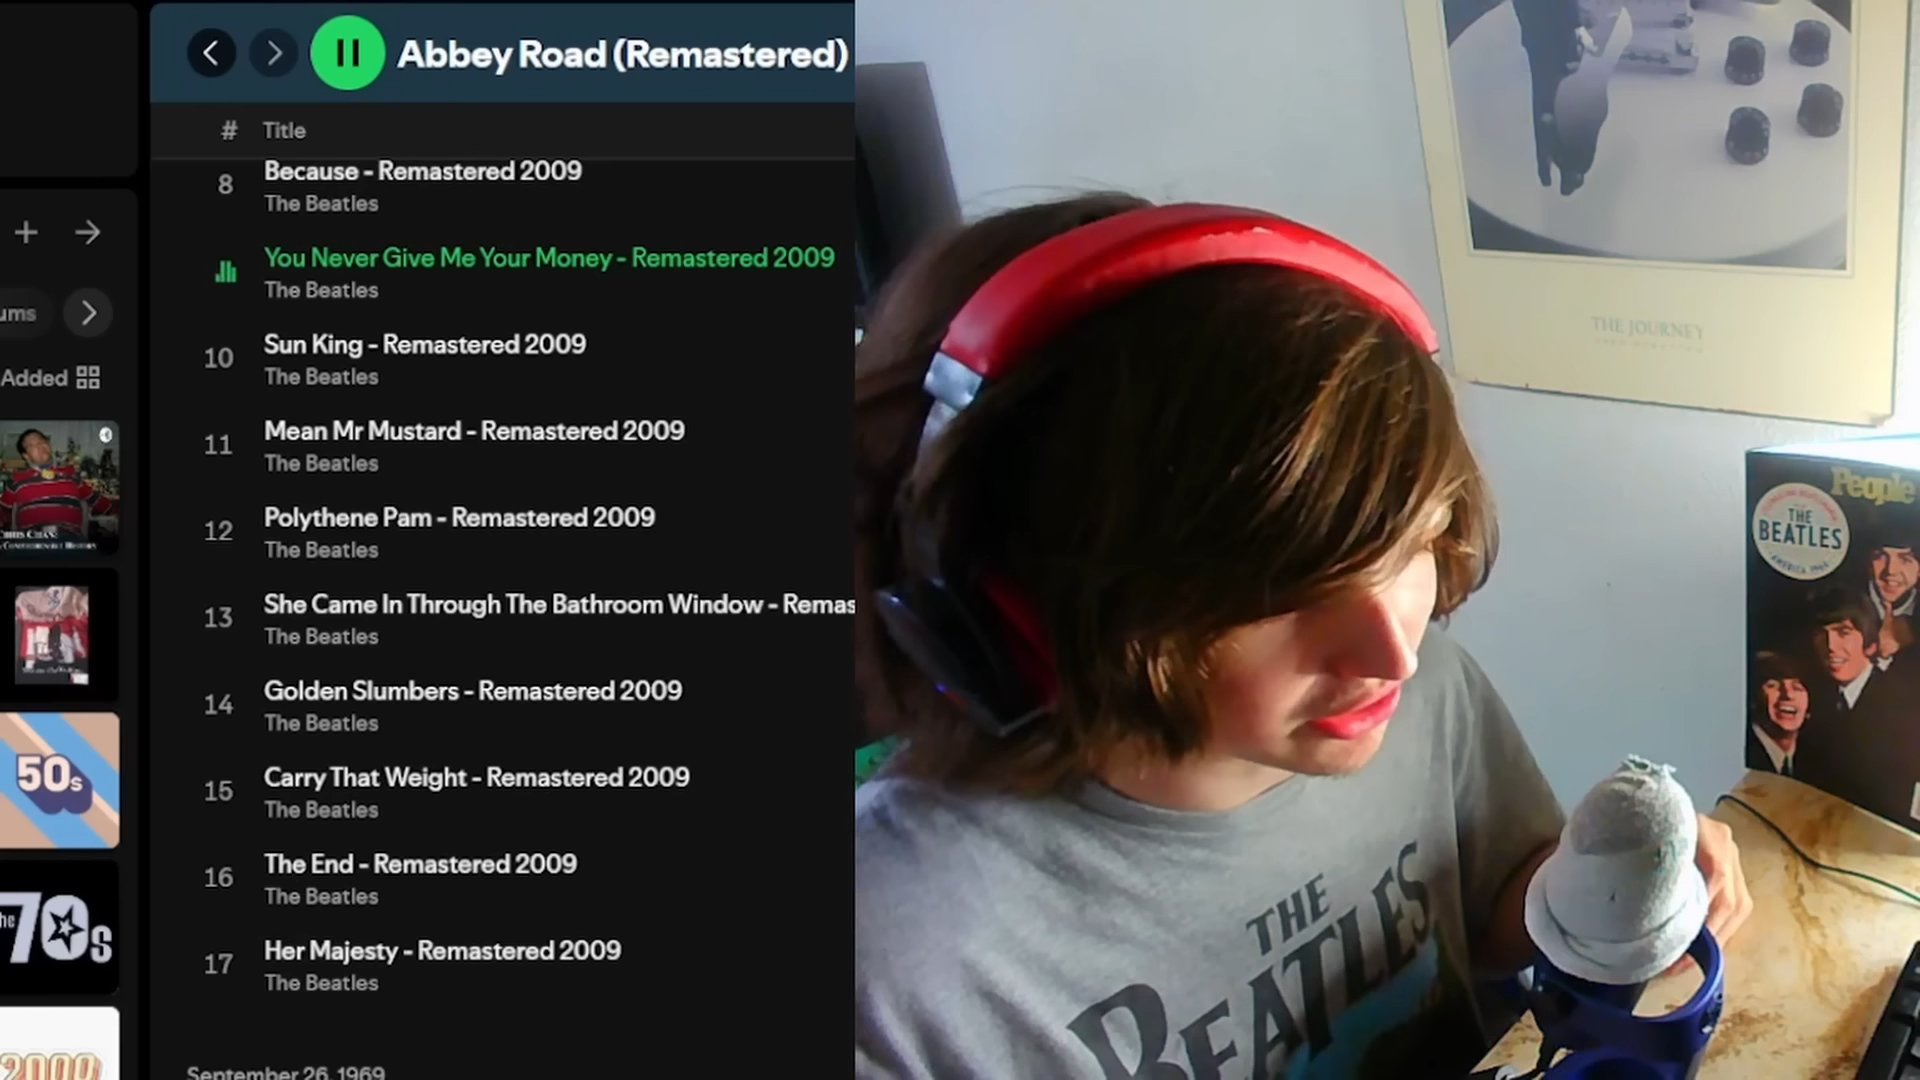 Abbey Road (Remastered)
# Title
8 Because - Remastered 2009
The Beatles
You Never Give Me Your Money - Remastered 2009
The Beatles
10 Sun King - Remastered 2009
The Beatles
11 Mean Mr Mustard - Remastered 2009
The Beatles
12 Polythene Pam - Remastered 2009
The Beatles
13 She Came In Through The Bathroom Window - Remas
The Beatles
14 Golden Slumbers - Remastered 2009
The Beatles
15 Carry That Weight - Remastered 2009
The Beatles
16 The End - Remastered 2009
The Beatles
17 Her Majesty - Remastered 2009
The Beatles
September 26, 1969
ums
Added
50s
the
70s
2000
THE JOURNEY
People
THE
BEATLES
THE
BEATLES